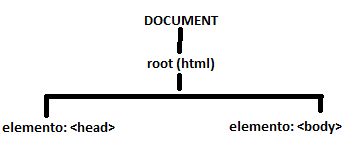 DOCUMENT
root (html)
elemento: <head>
elemento: <body>